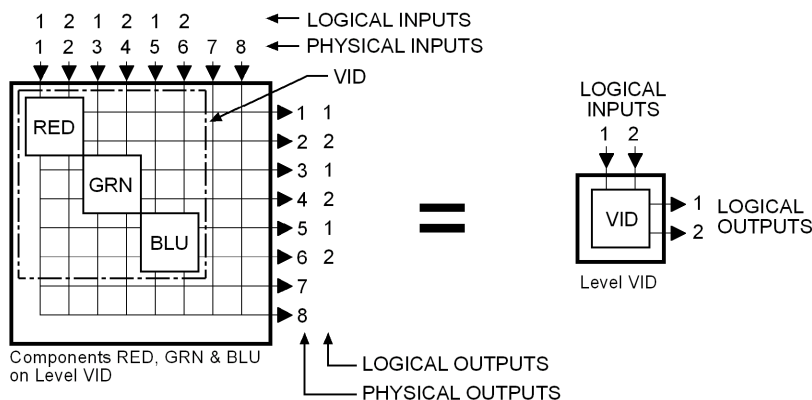 1 2 1 2 1 2 LOGICAL INPUTS
1 2 3 4 5 6 7 8 PHYSICAL INPUTS
VID
RED
GRN
BLU
1 1
2 2
3 1
4 2
5 1
6 2
7
8
LOGICAL OUTPUTS
PHYSICAL OUTPUTS
Components RED, GRN & BLU
on Level VID
=
LOGICAL
INPUTS
1 2
VID
1
2
LOGICAL
OUTPUTS
Level VID